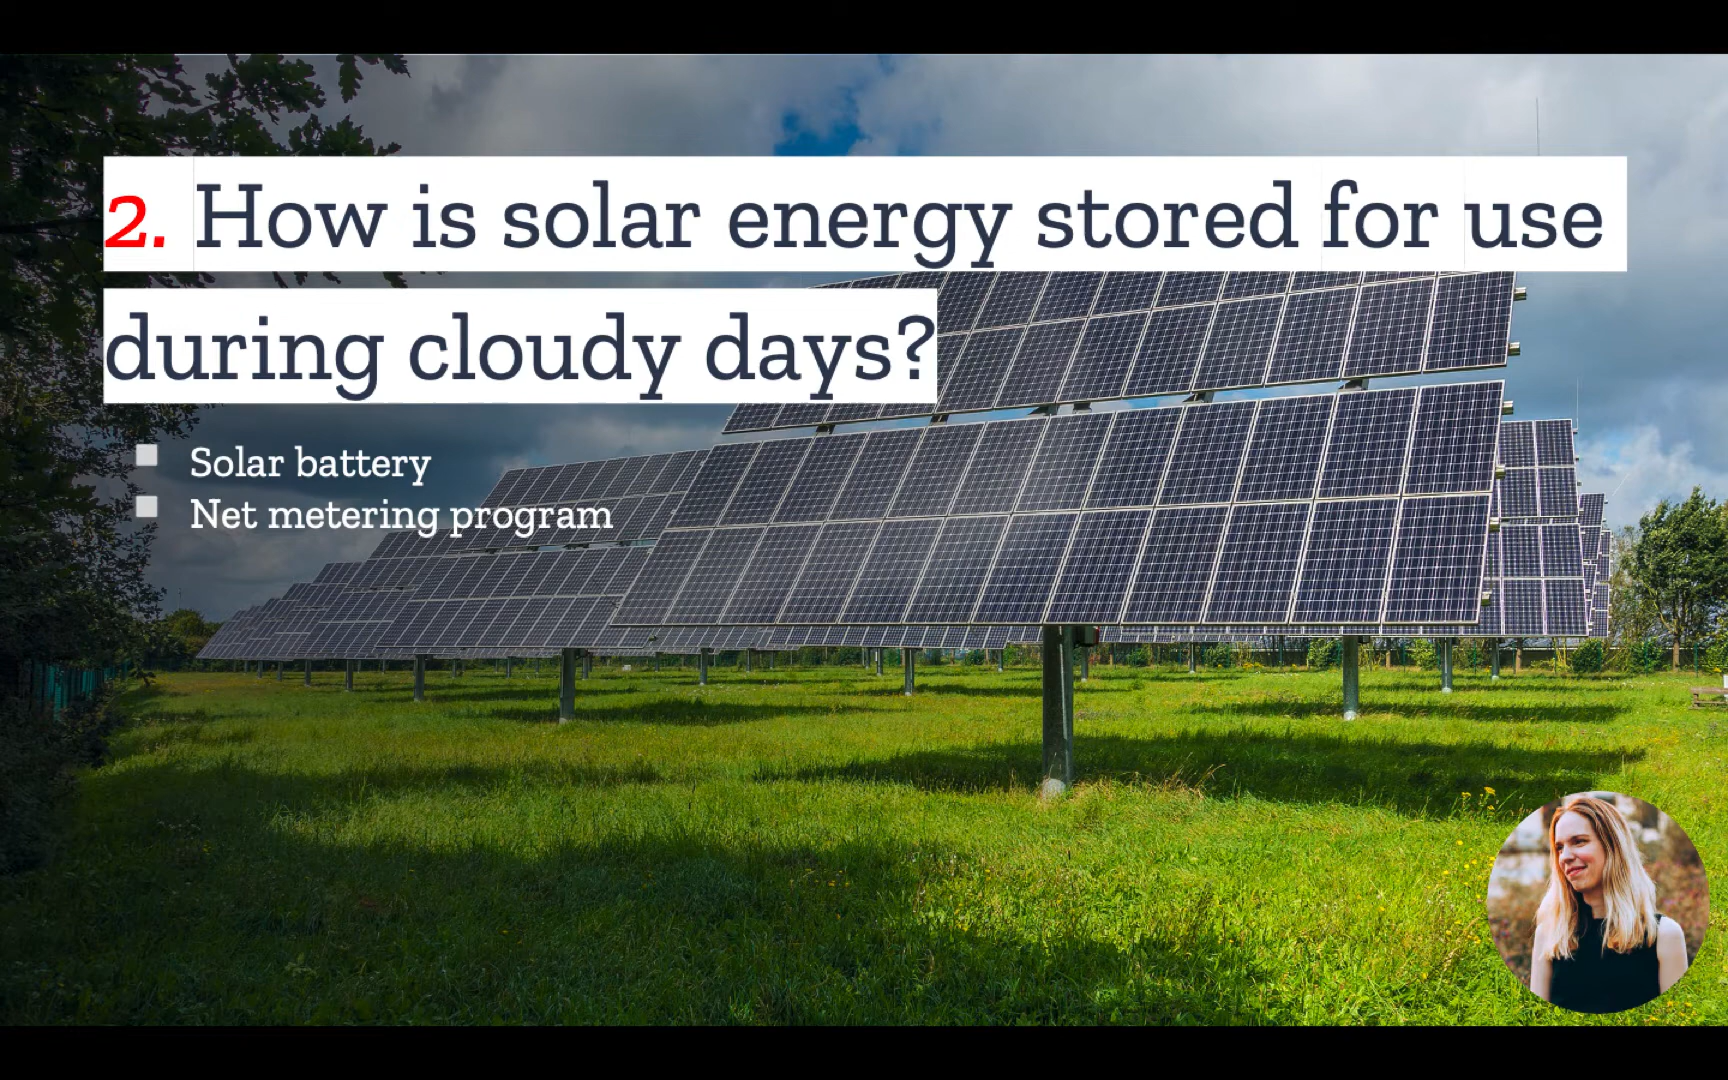 2. How is solar energy stored for use
during cloudy days?
Solar battery
Net metering program